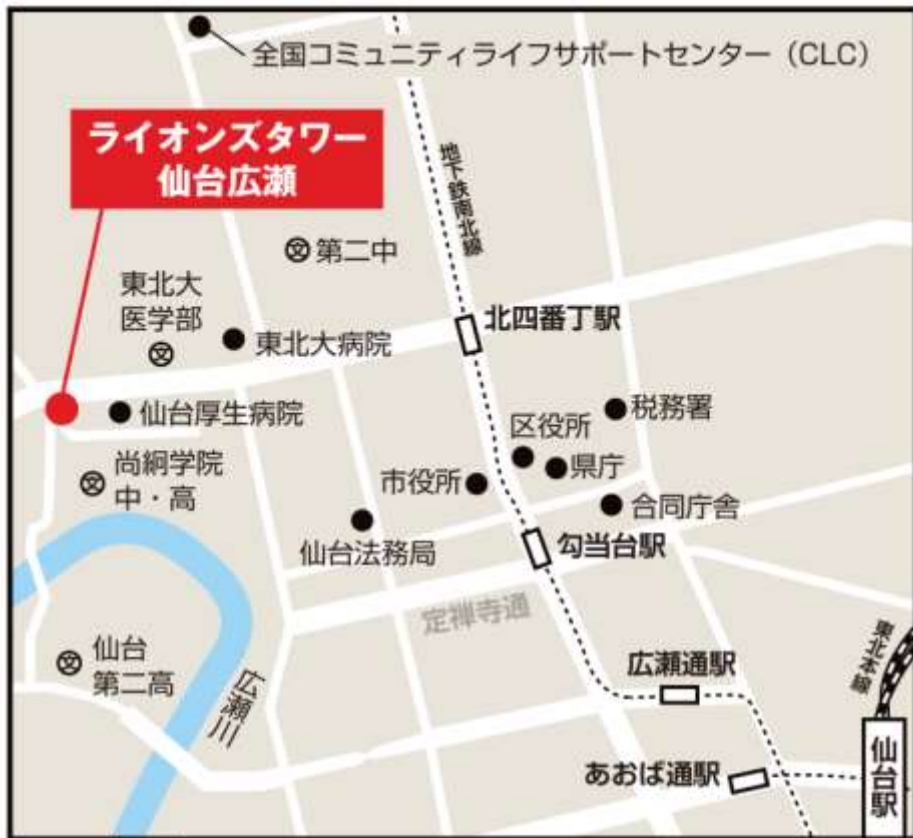 全国コミュニティライフサポートセンター（CLC）
ライオンズタワー
仙台広瀬
地下鉄南北線
文 第二中
東北大
医学部
文
東北大病院
北四番丁駅
仙台厚生病院
税務署
区役所
県庁
尚絅学院
中・高
文
市役所
合同庁舎
仙台法務局
勾当台駅
定禅寺通
仙台
第二高
文
広瀬川
広瀬通駅
東北本線
あおば通駅
仙台駅